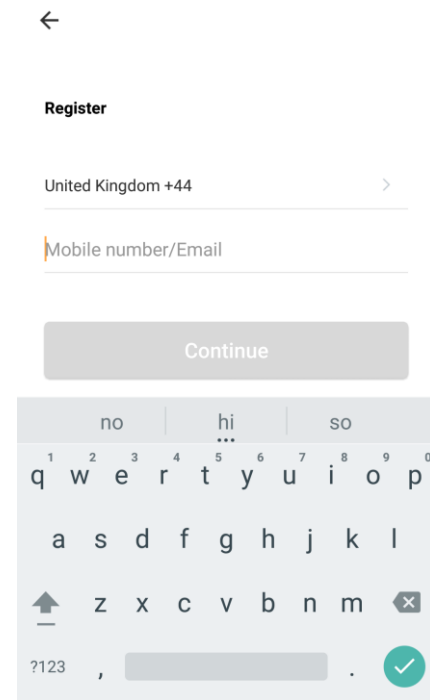 Register
United Kingdom +44
Mobile number/Email
Continue
no hi so
1 2 3 4 5 6 7 8 9 0
q w e r t y u i o p
a s d f g h j k l
z x c v b n m
?123 , .